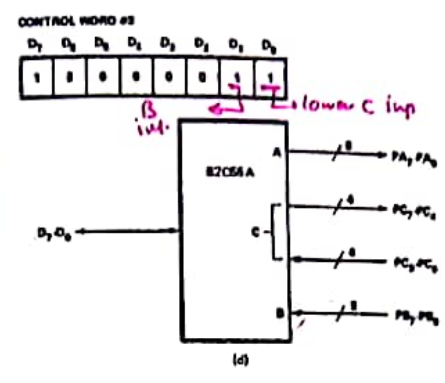 CONTROL WORD #3
D7 D6 D5 D4 D3 D2 D1 D0
1 0 0 0 0 0 1 1
B
lower C inp
82C55A
A
8
PA7-PA0
4
PC7-PC4
D7-D0
C
4
PC3-PC0
B
8
PB7-PB0
(d)